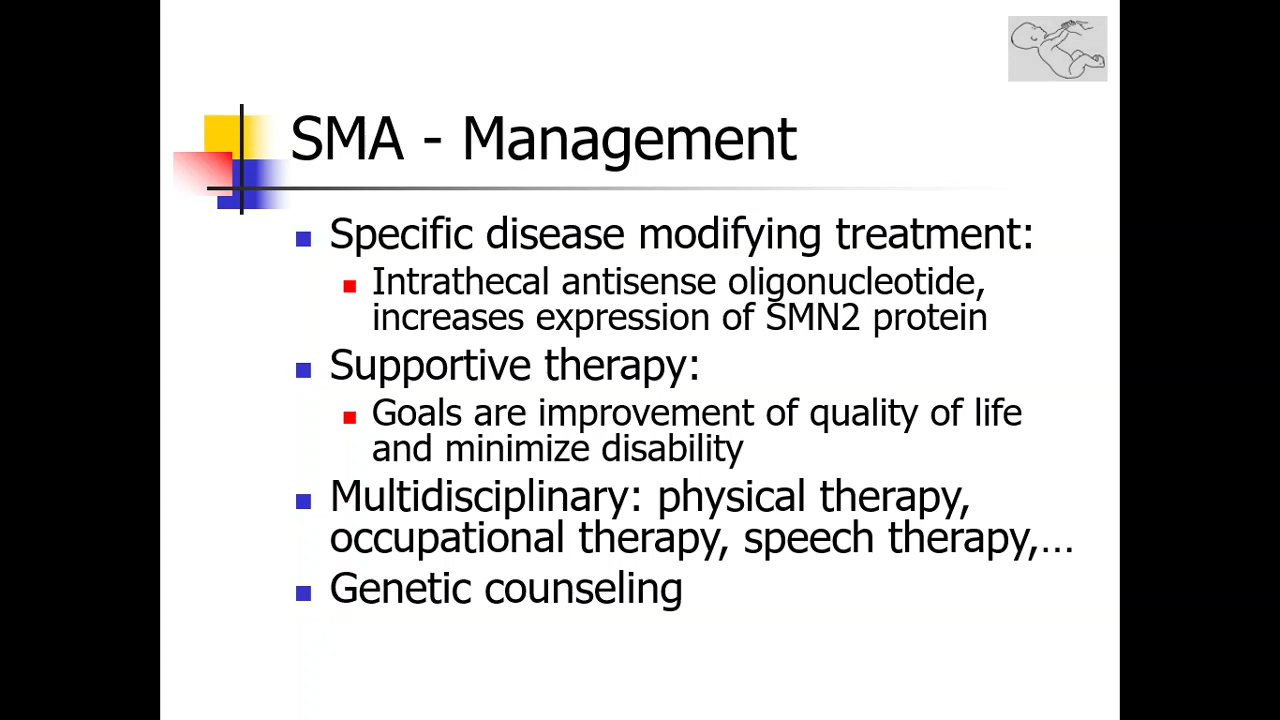 SMA - Management
Specific disease modifying treatment:
Intrathecal antisense oligonucleotide,
increases expression of SMN2 protein
Supportive therapy:
Goals are improvement of quality of life
and minimize disability
Multidisciplinary: physical therapy,
occupational therapy, speech therapy,…
Genetic counseling